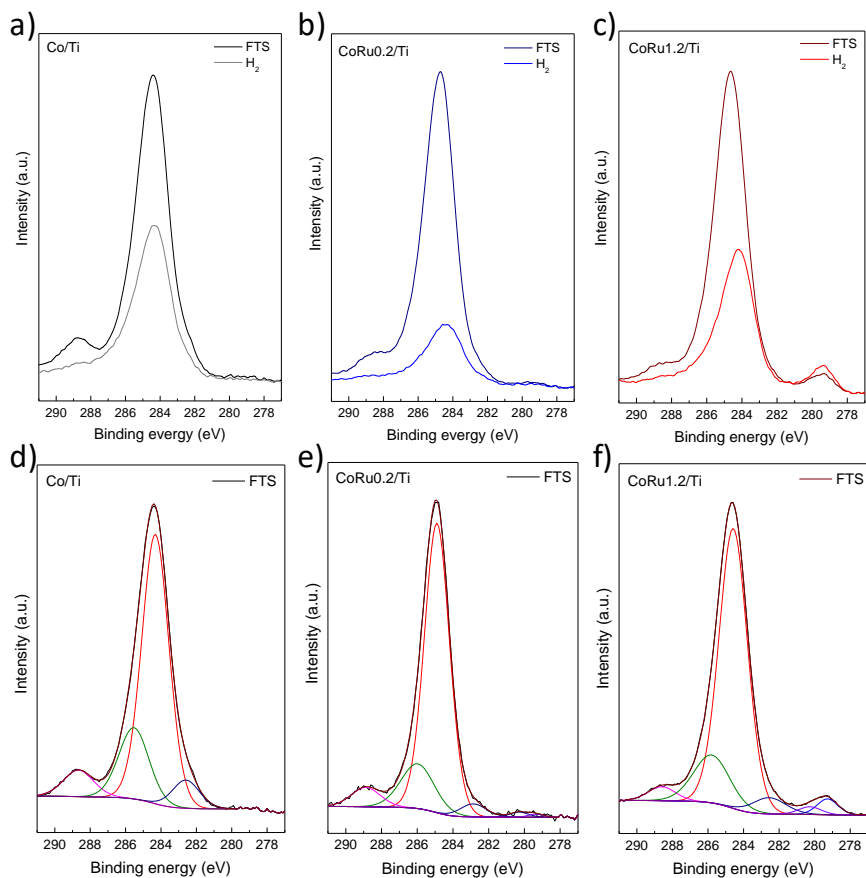 a)
Co/Ti
FTS
H₂
Intensity (a.u.)
290 288 286 284 282 280 278
Binding evergy (eV)
b)
CoRu0.2/Ti
FTS
H₂
Intensity (a.u.)
290 288 286 284 282 280 278
Binding energy (eV)
c)
CoRu1.2/Ti
FTS
H₂
Intensity (a.u.)
290 288 286 284 282 280 278
Binding energy (eV)
d)
Co/Ti
FTS
Intensity (a.u.)
290 288 286 284 282 280 278
Binding energy (eV)
e)
CoRu0.2/Ti
FTS
Intensity (a.u.)
290 288 286 284 282 280 278
Binding energy (eV)
f)
CoRu1.2/Ti
FTS
Intensity (a.u.)
290 288 286 284 282 280 278
Binding energy (eV)